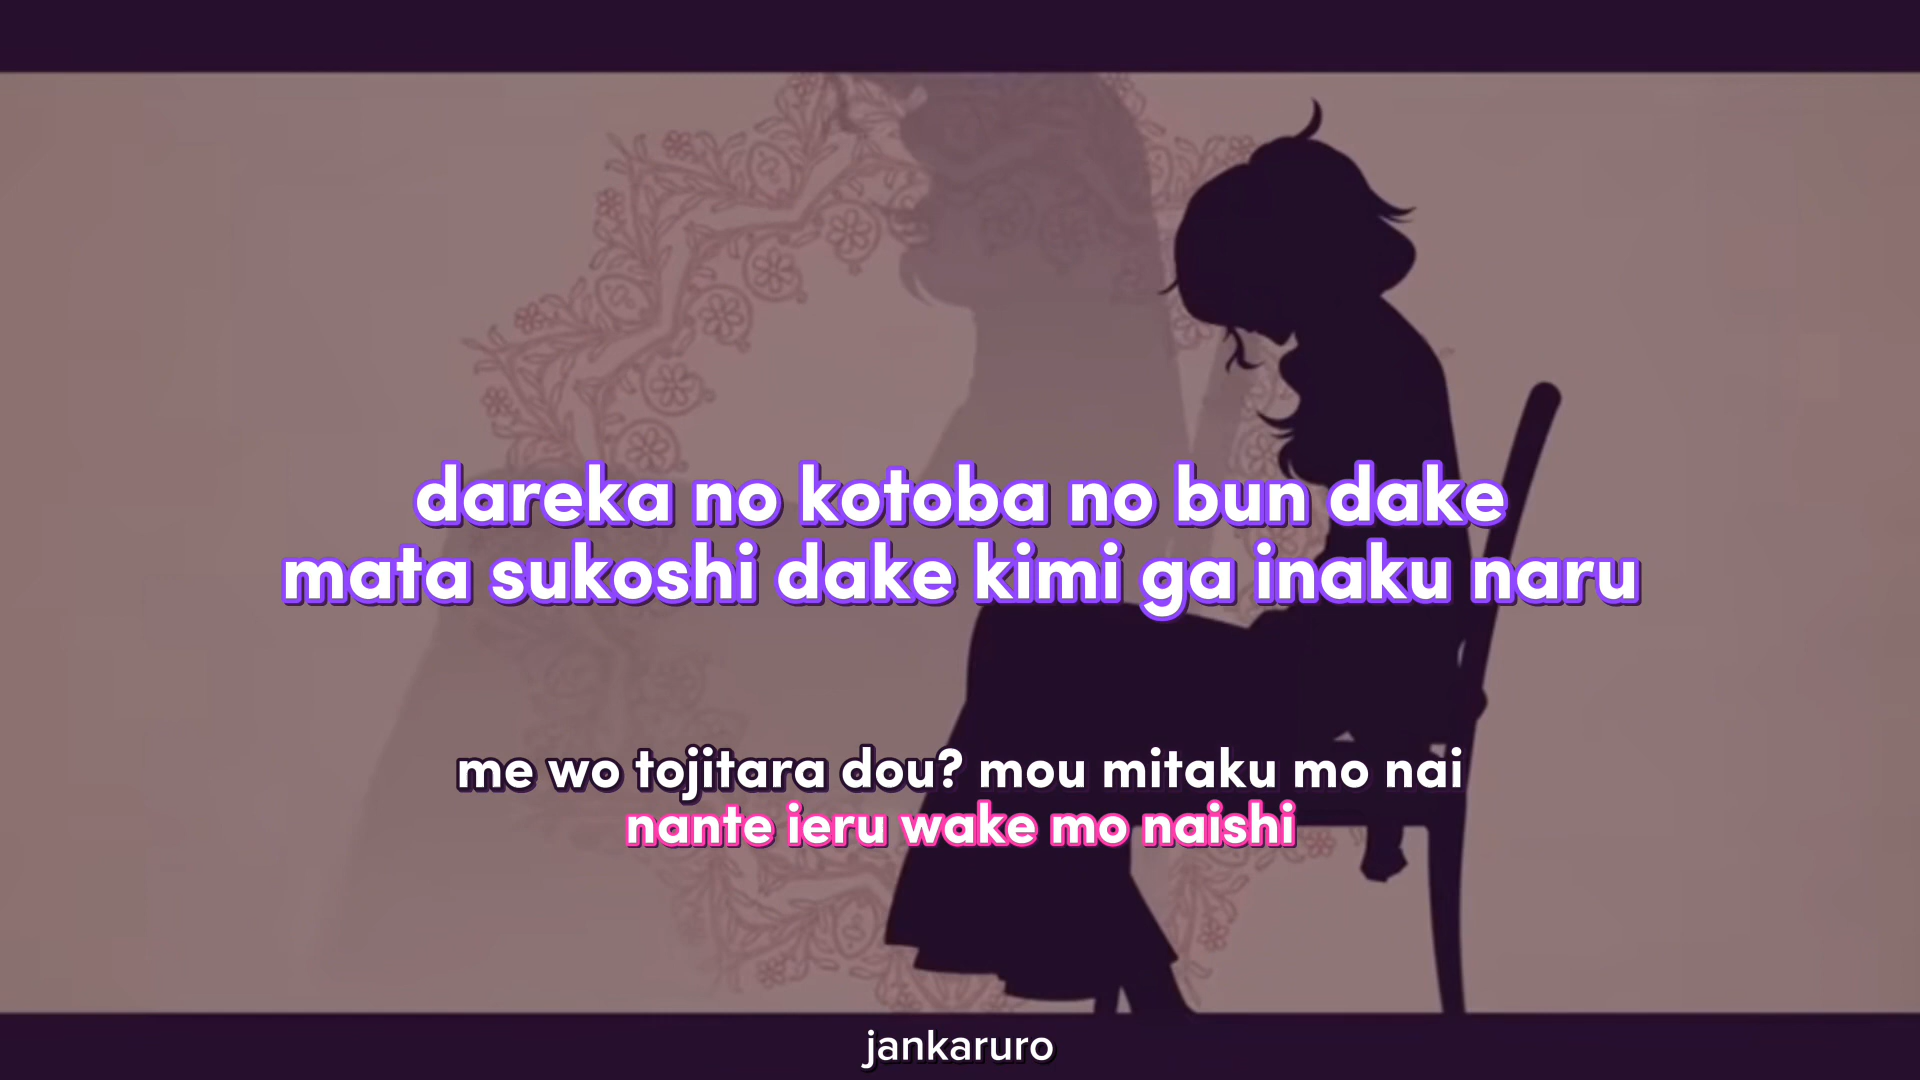 dareka no kotoba no bun dake
mata sukoshi dake kimi ga inaku naru
me wo tojitara dou? mou mitaku mo nai
nante ieru wake mo naishi
jankaruro